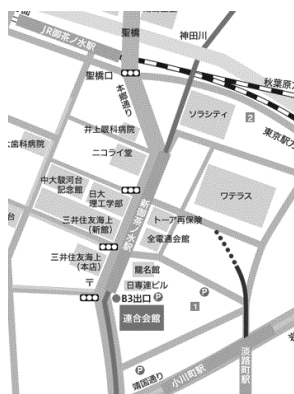 聖橋
神田川
JR御茶ノ水駅
聖橋口
秋葉原
本郷通り
ソラシティ
2
東京駅
井上眼科病院
歯科病院
ニコライ堂
中大駿河台
記念館
日大
理工学部
ワテラス
新御茶ノ水駅
三井住友海上
(新館)
トーア再保険
全電通会館
三井住友海上
(本店)
龍名館
日専連ビル
〒
B3出口
P
P
1
連合会館
P
靖国通り
小川町駅
淡路町駅
P